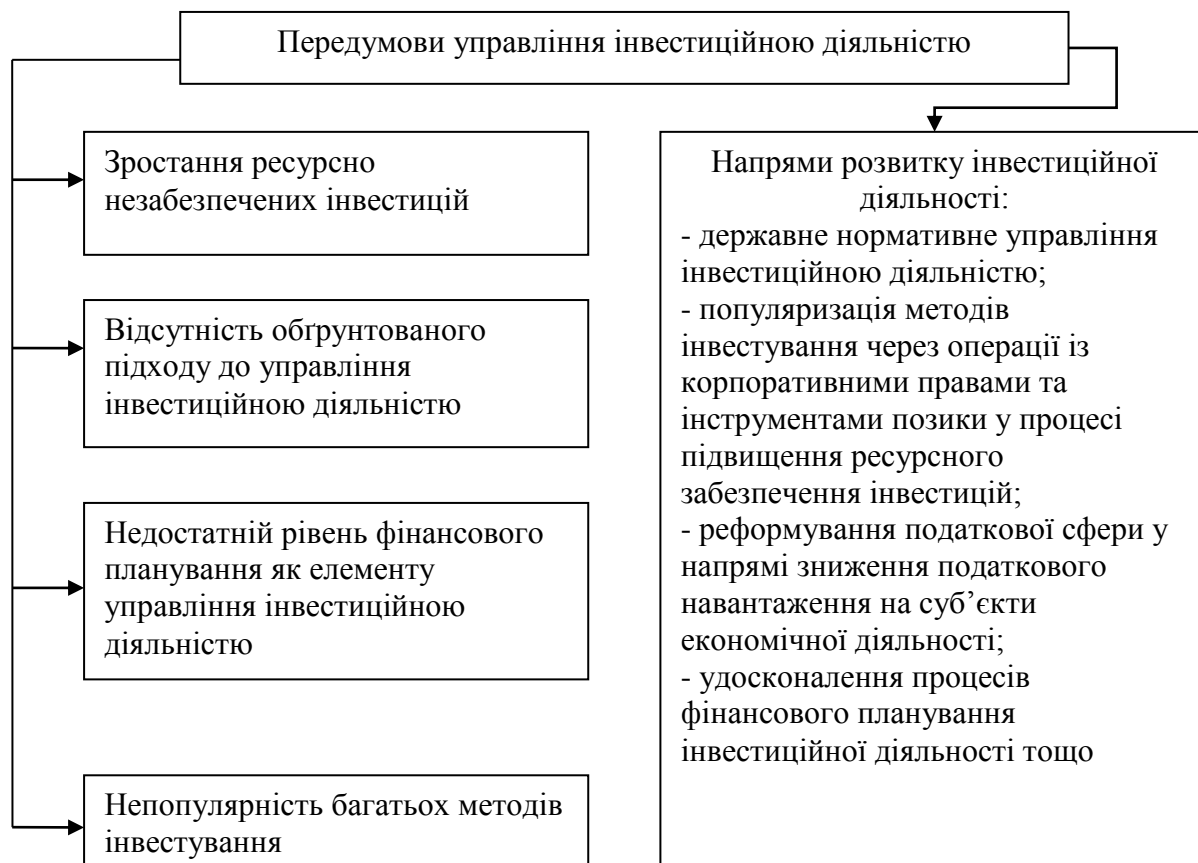 Передумови управління інвестиційною діяльністю
Зростання ресурсно
незабезпечених інвестицій
Відсутність обґрунтованого
підходу до управління
інвестиційною діяльністю
Недостатній рівень фінансового
планування як елементу
управління інвестиційною
діяльністю
Непопулярність багатьох методів
інвестування
Напрями розвитку інвестиційної
діяльності:
- державне нормативне управління
інвестиційною діяльністю;
- популяризація методів
інвестування через операції із
корпоративними правами та
інструментами позики у процесі
підвищення ресурсного
забезпечення інвестицій;
- реформування податкової сфери у
напрямі зниження податкового
навантаження на суб’єкти
економічної діяльності;
- удосконалення процесів
фінансового планування
інвестиційної діяльності тощо